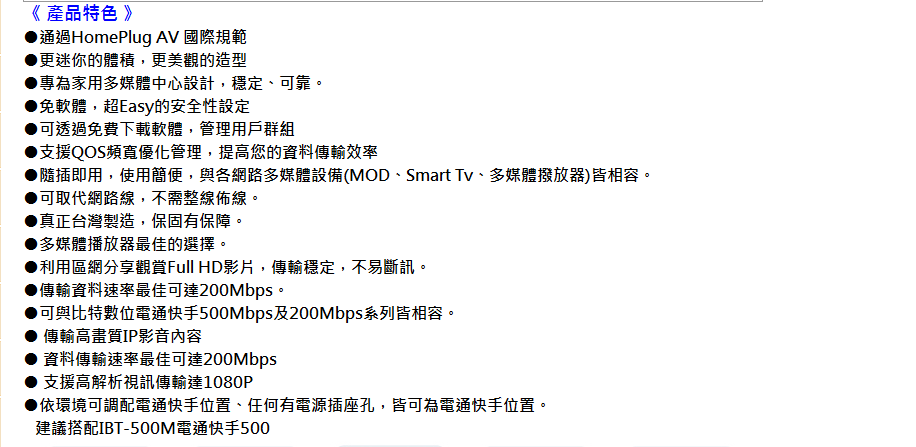 《 產品特色 》
●通過HomePlug AV 國際規範
●更迷你的體積，更美觀的造型
●專為家用多媒體中心設計，穩定、可靠。
●免軟體，超Easy的安全性設定
●可透過免費下載軟體，管理用戶群組
●支援QOS頻寬優化管理，提高您的資料傳輸效率
●隨插即用，使用簡便，與各網路多媒體設備(MOD、Smart Tv、多媒體撥放器)皆相容。
●可取代網路線，不需整線佈線。
●真正台灣製造，保固有保障。
●多媒體播放器最佳的選擇。
●利用區網分享觀賞Full HD影片，傳輸穩定，不易斷訊。
●傳輸資料速率最佳可達200Mbps。
●可與比特數位電通快手500Mbps及200Mbps系列皆相容。
● 傳輸高畫質IP影音內容
● 資料傳輸速率最佳可達200Mbps
● 支援高解析視訊傳輸達1080P
●依環境可調配電通快手位置、任何有電源插座孔，皆可為電通快手位置。
建議搭配IBT-500M電通快手500